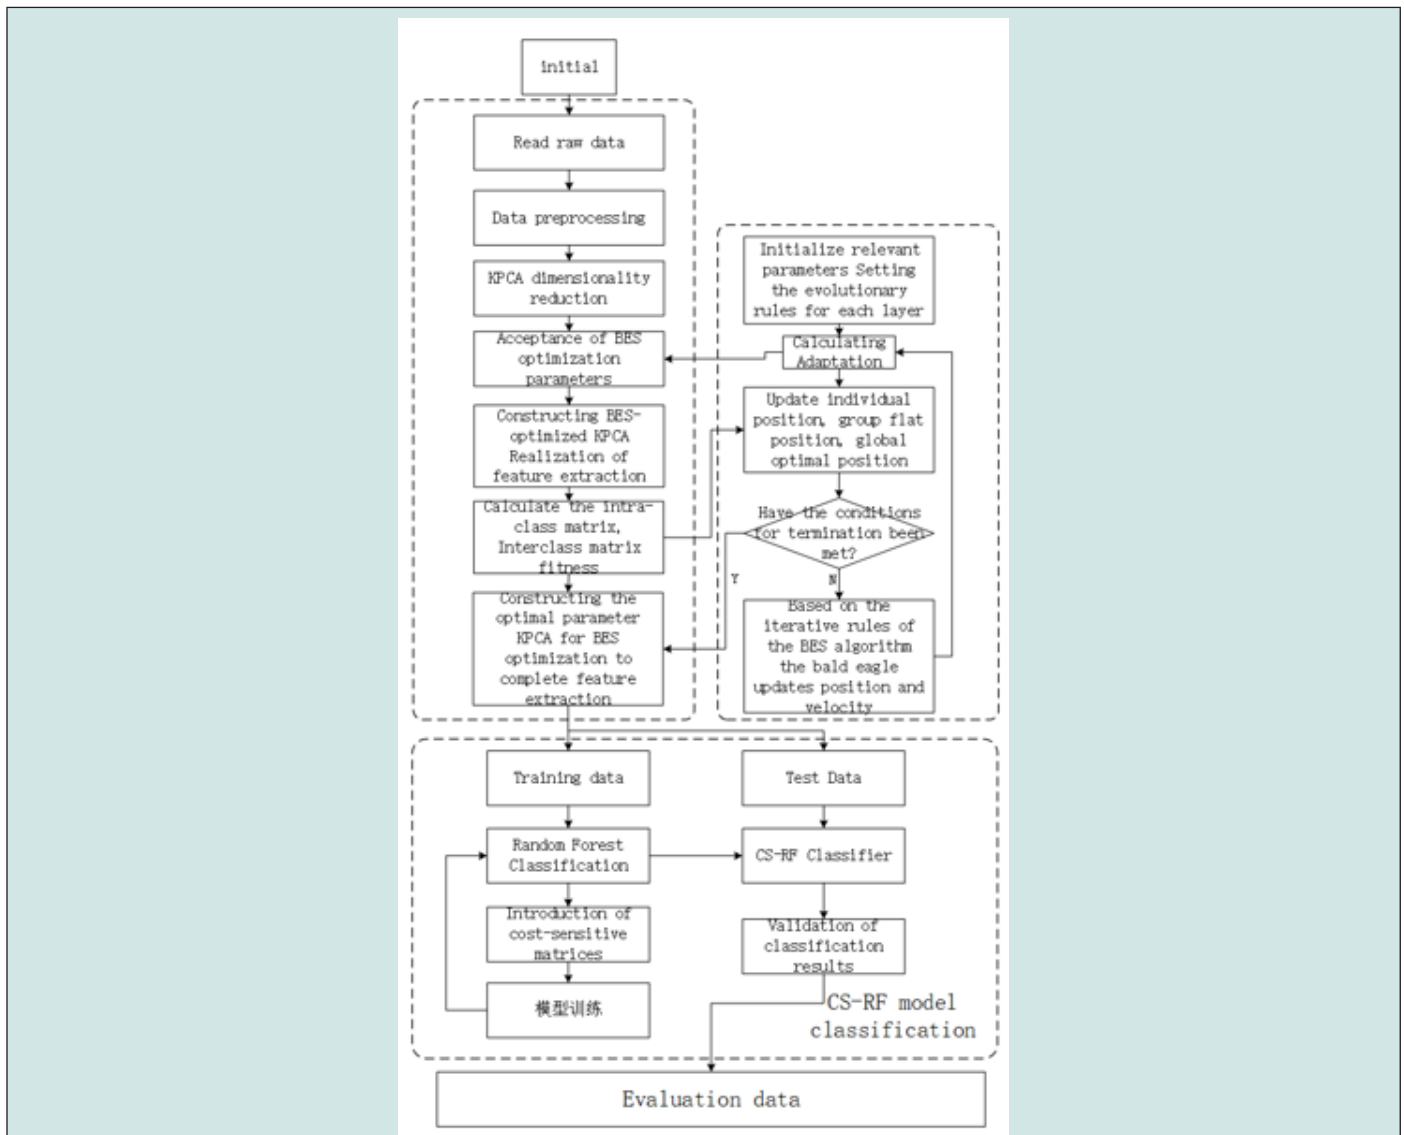 initial
Read raw data
Data preprocessing
KPCA dimensionality
reduction
Acceptance of BES
optimization
parameters
Constructing BES-
optimized KPCA
Realization of
feature extraction
Calculate the intra-
class matrix,
Interclass matrix
fitness
Constructing the
optimal parameter
KPCA for BES
optimization to
complete feature
extraction
Initialize relevant
parameters Setting
the evolutionary
rules for each layer
Calculating
Adaptation
Update individual
position, group flat
position, global
optimal position
Have the conditions
for termination been
met?
Y
N
Based on the
iterative rules of
the BES algorithm
the bald eagle
updates position and
velocity
Training data
Random Forest
Classification
Introduction of
cost-sensitive
matrices
模型训练
Test Data
CS-RF Classifier
Validation of
classification
results
CS-RF model
classification
Evaluation data